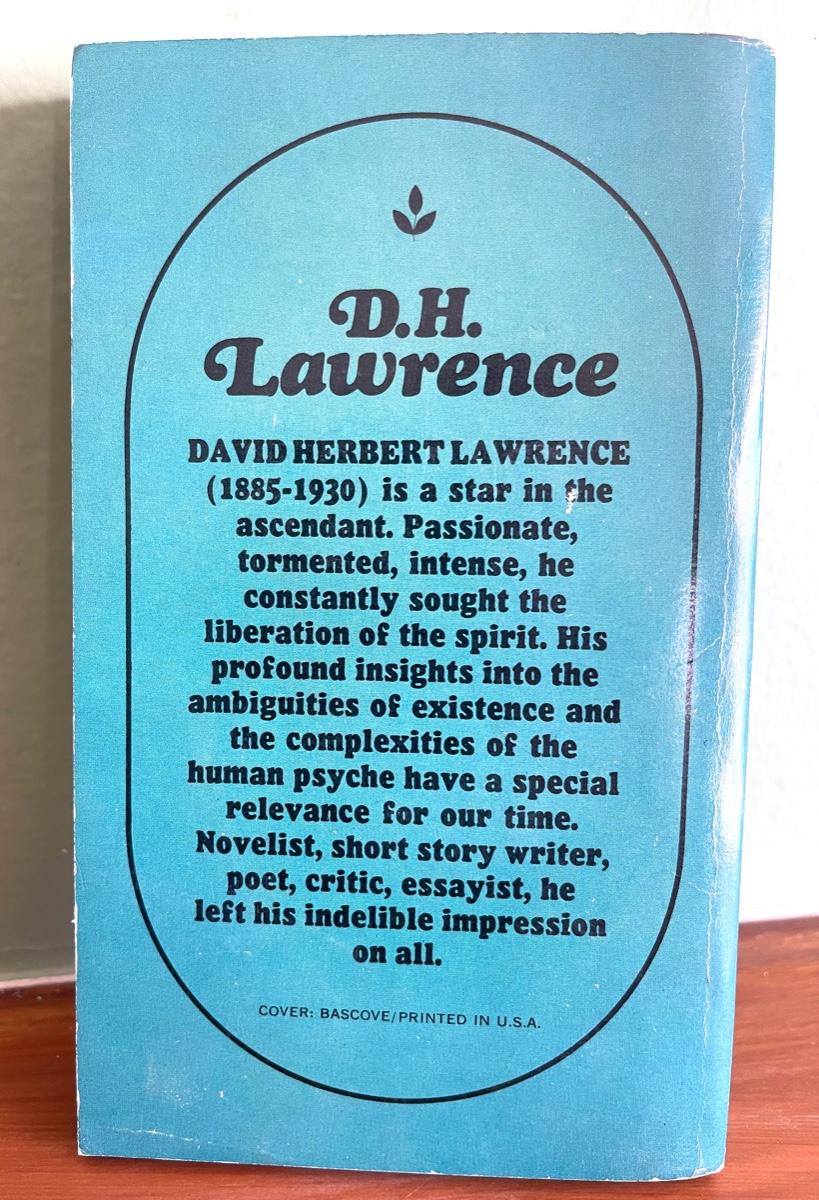 D.H.
Lawrence
DAVID HERBERT LAWRENCE
(1885-1930) is a star in the
ascendant. Passionate,
tormented, intense, he
constantly sought the
liberation of the spirit. His
profound insights into the
ambiguities of existence and
the complexities of the
human psyche have a special
relevance for our time.
Novelist, short story writer,
poet, critic, essayist, he
left his indelible impression
on all.
COVER: BASCOVE/PRINTED IN U.S.A.